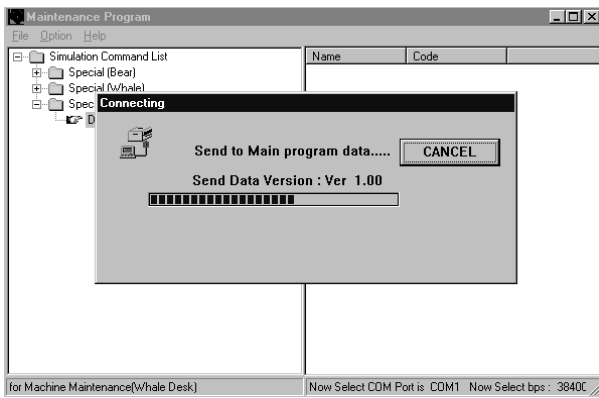 Maintenance Program
File Option Help
Simulation Command List
Special (Bear)
Special (Whale)
Spec
D
Name Code
Connecting
Send to Main program data.....
CANCEL
Send Data Version : Ver 1.00
for Machine Maintenance(Whale Desk)
Now Select COM Port is COM1 Now Select bps : 3840